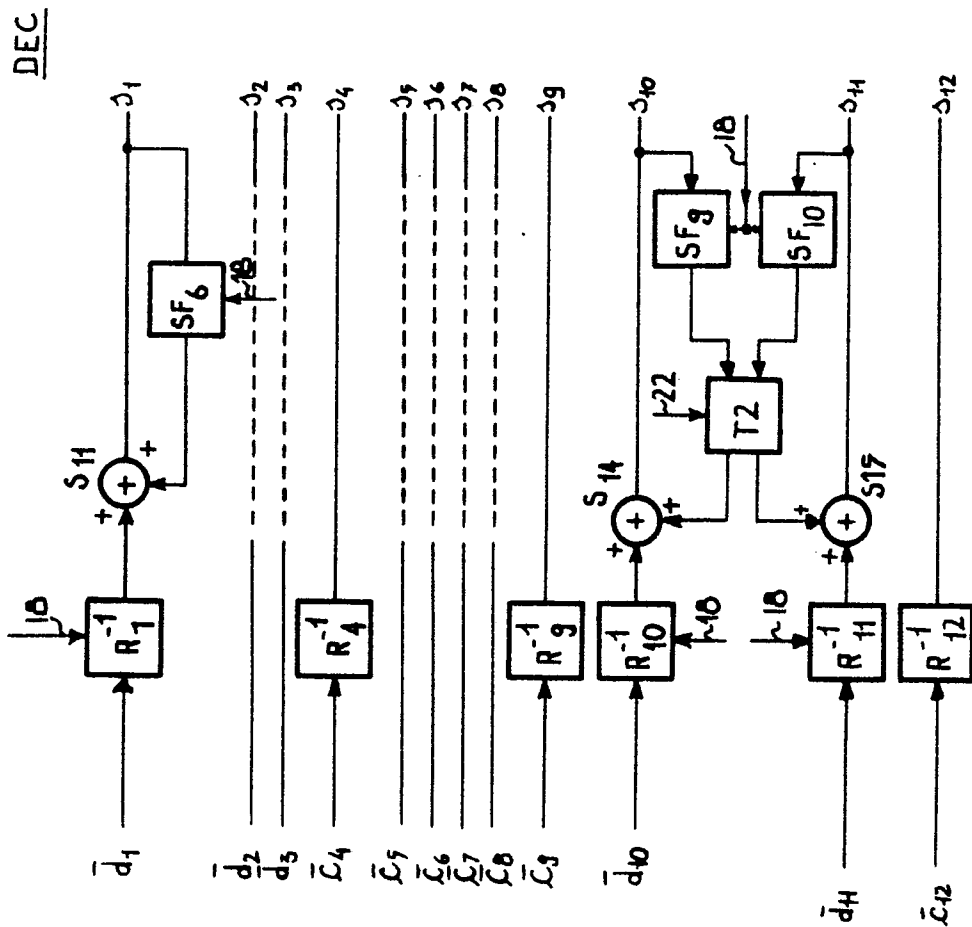 DEC
18
d̄1
R₁⁻¹
+
S11
+
+
SF6
18
s1
d̄2
s2
d̄3
s3
c̄4
R₄⁻¹
s4
c̄5
s5
c̄6
s6
c̄7
s7
c̄8
s8
c̄9
R₉⁻¹
s9
d̄10
R₁₀⁻¹
18
+
S14
+
+
22
T2
SF9
18
SF10
s10
18
d̄11
R₁₁⁻¹
+
+
+
S15
s11
c̄12
R₁₂⁻¹
s12